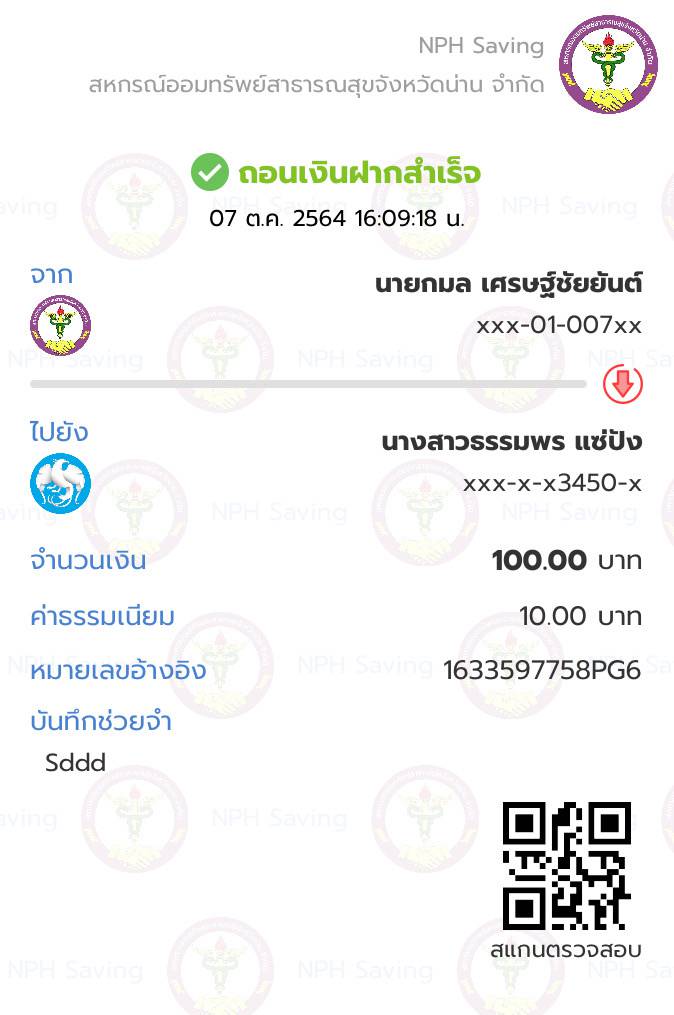 NPH Saving
สหกรณ์ออมทรัพย์สาธารณสุขจังหวัดน่าน จำกัด
ถอนเงินฝากสำเร็จ
07 ต.ค. 2564 16:09:18 น.
จาก
นายกมล เศรษฐ์ชัยยันต์
xxx-01-007xx
ไปยัง
นางสาวธรรมพร แซ่ปัง
xxx-x-x3450-x
จำนวนเงิน 100.00 บาท
ค่าธรรมเนียม 10.00 บาท
หมายเลขอ้างอิง 1633597758PG6
บันทึกช่วยจำ
Sddd
สแกนตรวจสอบ